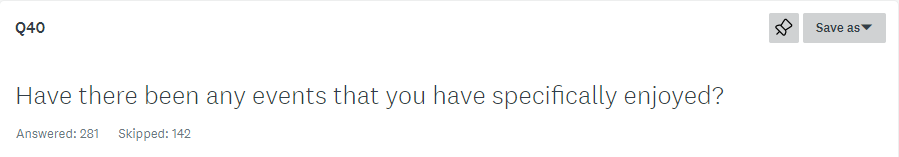 Q40
Save as
Have there been any events that you have specifically enjoyed?
Answered: 281 Skipped: 142